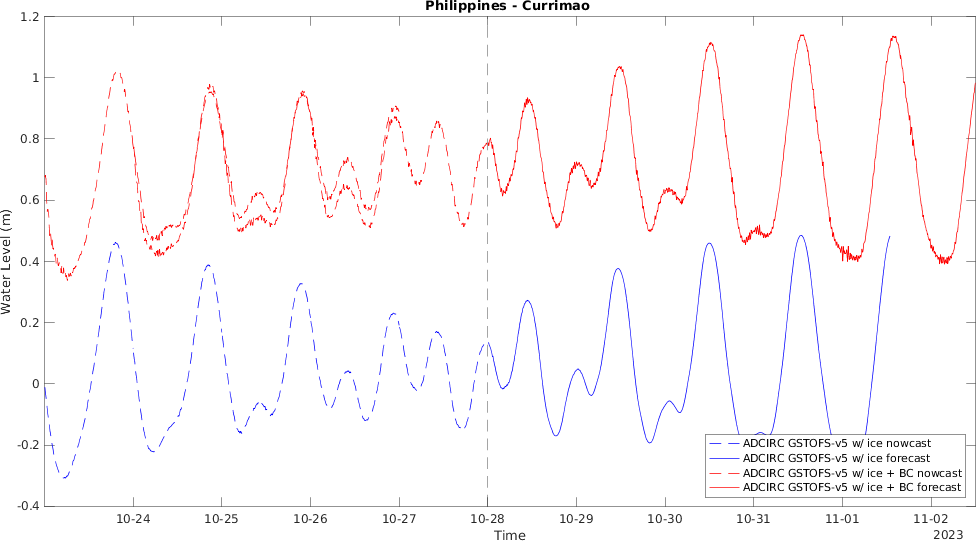 Philippines - Currimao
1.2
1
0.8
0.6
0.4
0.2
0
-0.2
-0.4
Water Level (m)
ADCIRC GSTOFS-v5 w/ ice nowcast
ADCIRC GSTOFS-v5 w/ ice forecast
ADCIRC GSTOFS-v5 w/ ice + BC nowcast
ADCIRC GSTOFS-v5 w/ ice + BC forecast
10-24 10-25 10-26 10-27 10-28 10-29 10-30 10-31 11-01 11-02
Time
2023